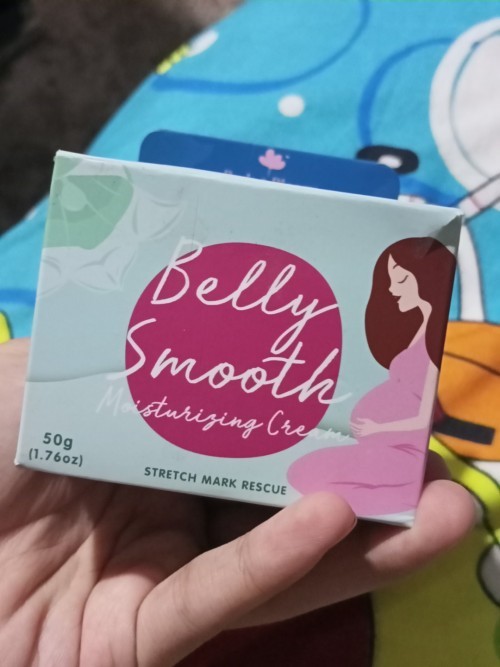 Belly
Smooth
Moisturizing Cream
50g
(1.76oz)
STRETCH MARK RESCUE